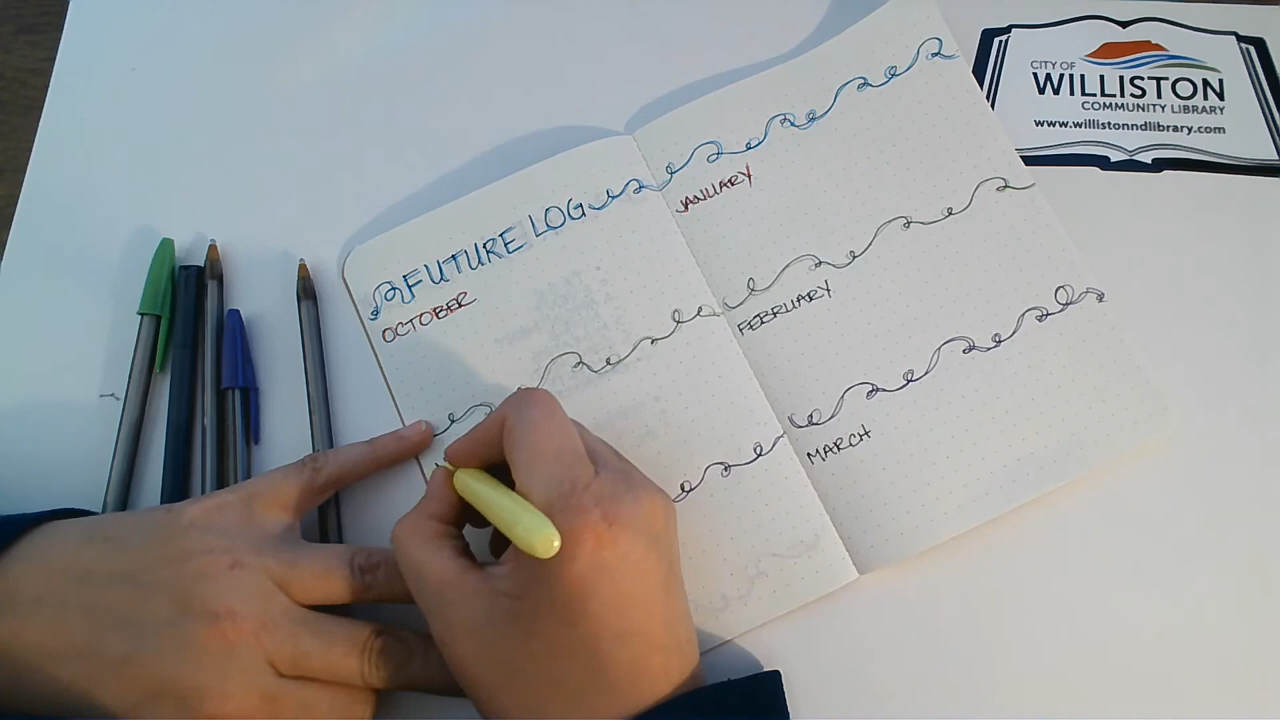 FUTURE LOG
OCTOBER
JANUARY
FEBRUARY
MARCH
CITY OF
WILLISTON
COMMUNITY LIBRARY
www.willistonndlibrary.com